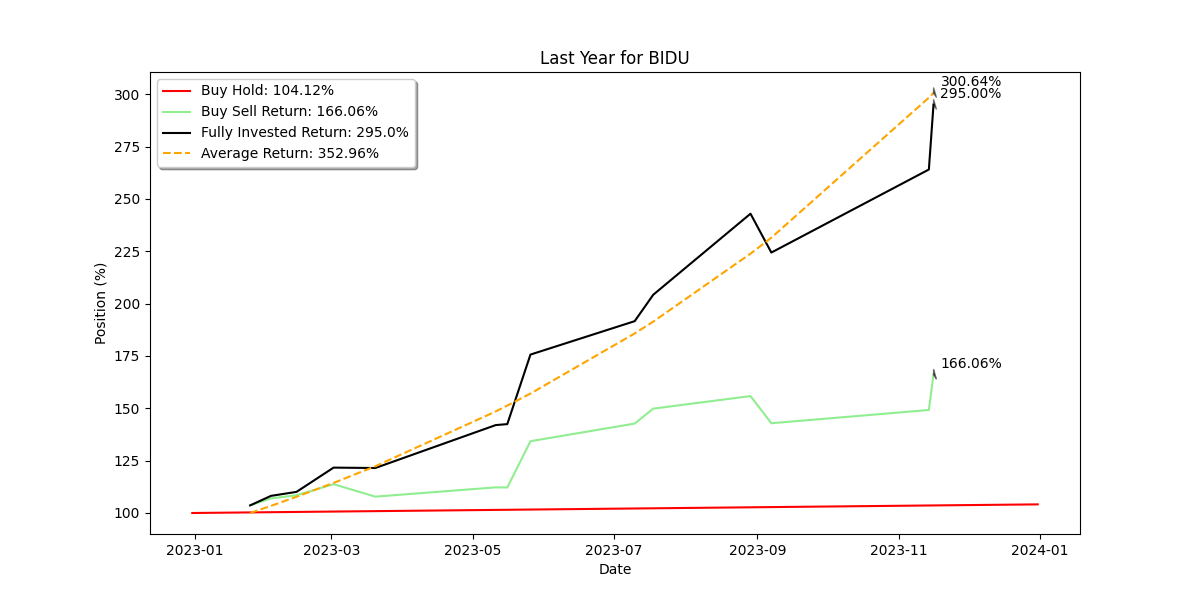 Last Year for BIDU
Buy Hold: 104.12%
Buy Sell Return: 166.06%
Fully Invested Return: 295.0%
Average Return: 352.96%
300.64%
295.00%
166.06%
Position (%)
300
275
250
225
200
175
150
125
100
2023-01
2023-03
2023-05
2023-07
2023-09
2023-11
2024-01
Date